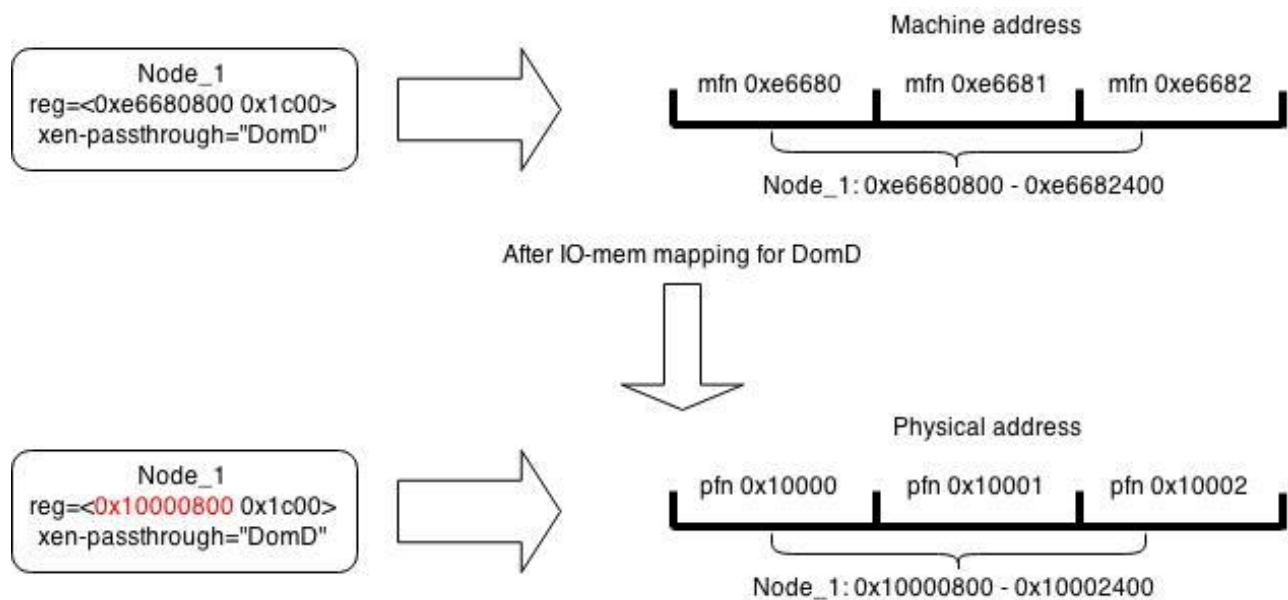 Node_1
reg=<0xe6680800 0x1c00>
xen-passthrough="DomD"
Machine address
mfn 0xe6680
mfn 0xe6681
mfn 0xe6682
Node_1: 0xe6680800 - 0xe6682400
After IO-mem mapping for DomD
Node_1
reg=<0x10000800 0x1c00>
xen-passthrough="DomD"
Physical address
pfn 0x10000
pfn 0x10001
pfn 0x10002
Node_1: 0x10000800 - 0x10002400